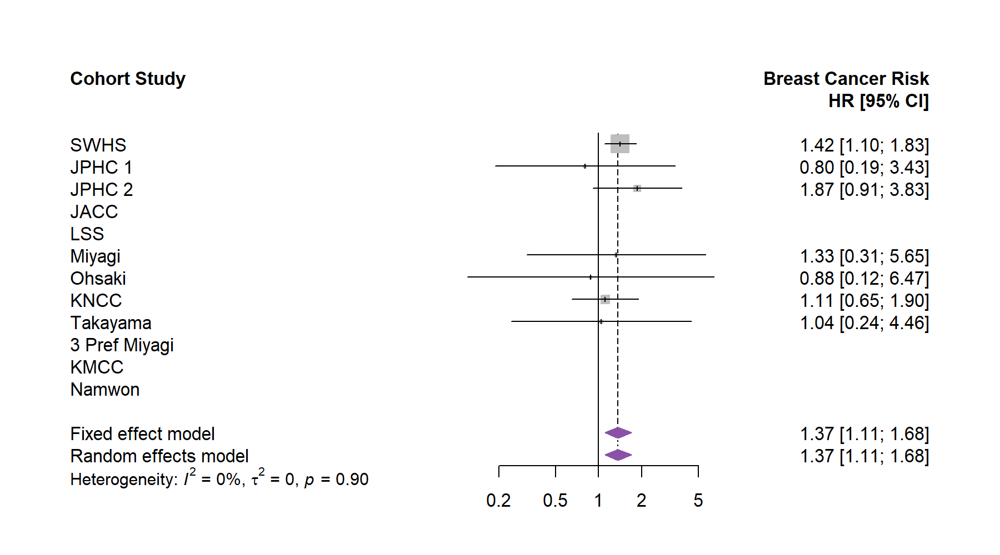 Cohort Study
Breast Cancer Risk
HR [95% CI]
SWHS 1.42 [1.10; 1.83]
JPHC 1 0.80 [0.19; 3.43]
JPHC 2 1.87 [0.91; 3.83]
JACC
LSS
Miyagi 1.33 [0.31; 5.65]
Ohsaki 0.88 [0.12; 6.47]
KNCC 1.11 [0.65; 1.90]
Takayama 1.04 [0.24; 4.46]
3 Pref Miyagi
KMCC
Namwon
Fixed effect model 1.37 [1.11; 1.68]
Random effects model 1.37 [1.11; 1.68]
Heterogeneity: I² = 0%, τ² = 0, p = 0.90
0.2 0.5 1 2 5